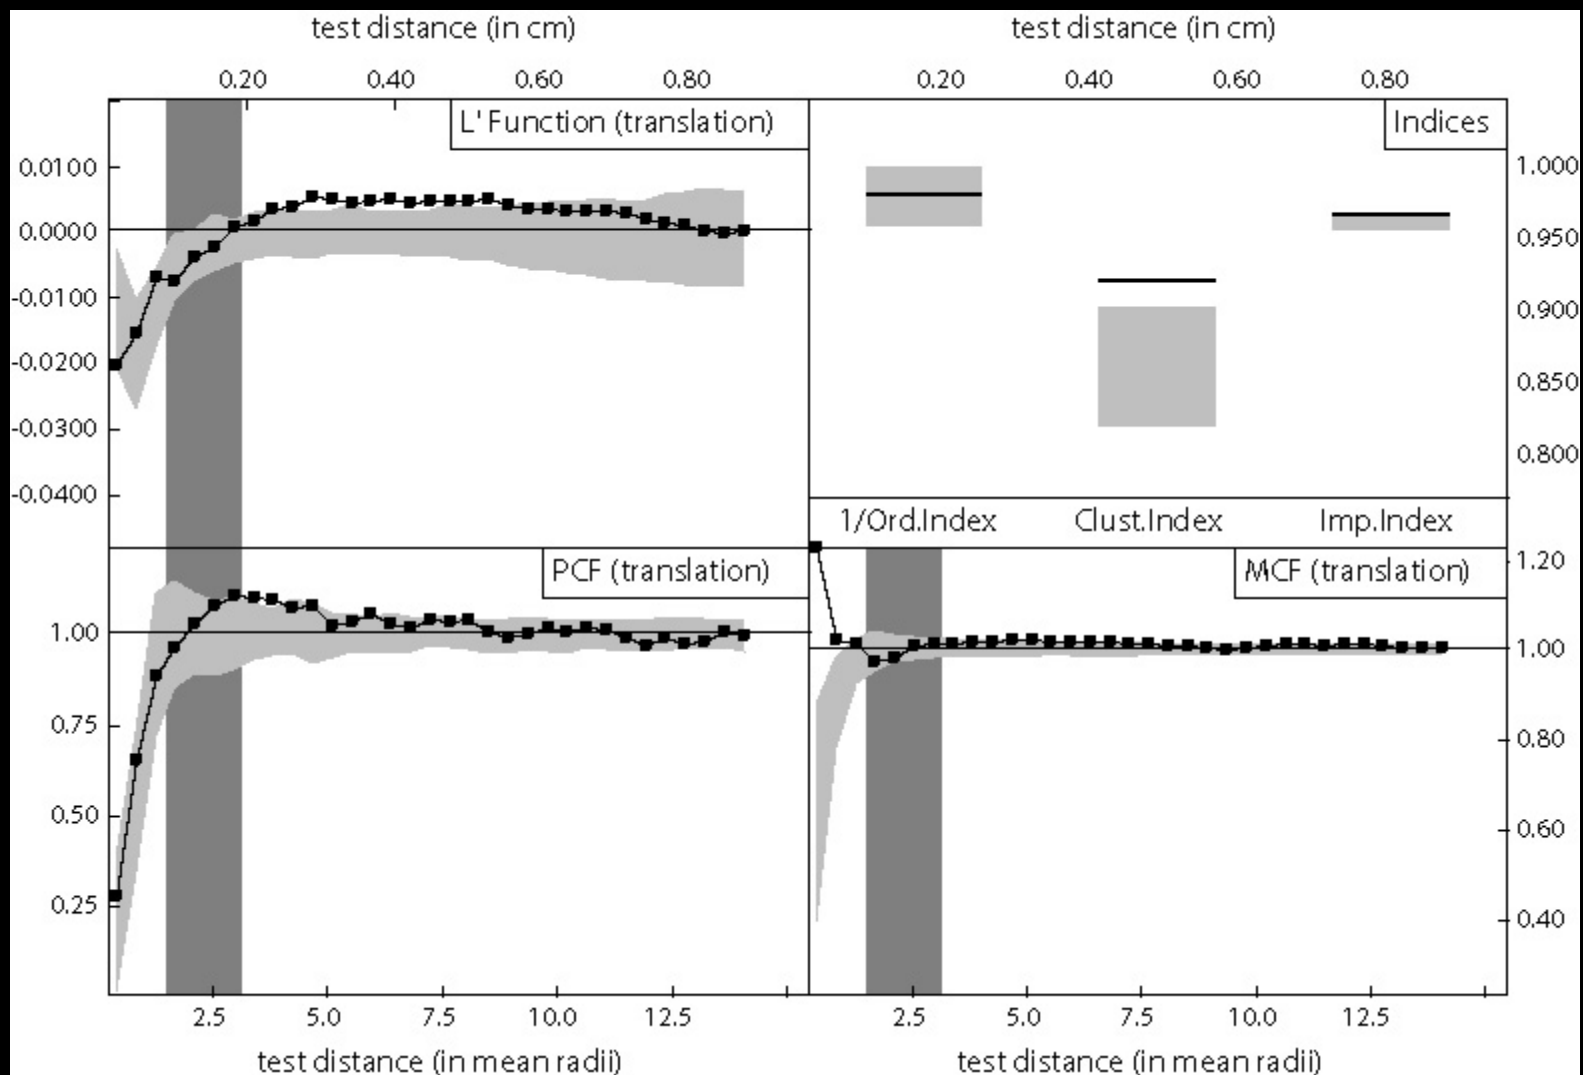 test distance (in cm)
test distance (in cm)
0.20 0.40 0.60 0.80
0.20 0.40 0.60 0.80
L' Function (translation)
Indices
0.0100
0.0000
-0.0100
-0.0200
-0.0300
-0.0400
1.000
0.950
0.900
0.850
0.800
1/Ord.Index Clust.Index Imp.Index
PCF (translation)
MCF (translation)
1.00
0.75
0.50
0.25
1.20
1.00
0.80
0.60
0.40
2.5 5.0 7.5 10.0 12.5
2.5 5.0 7.5 10.0 12.5
test distance (in mean radii)
test distance (in mean radii)